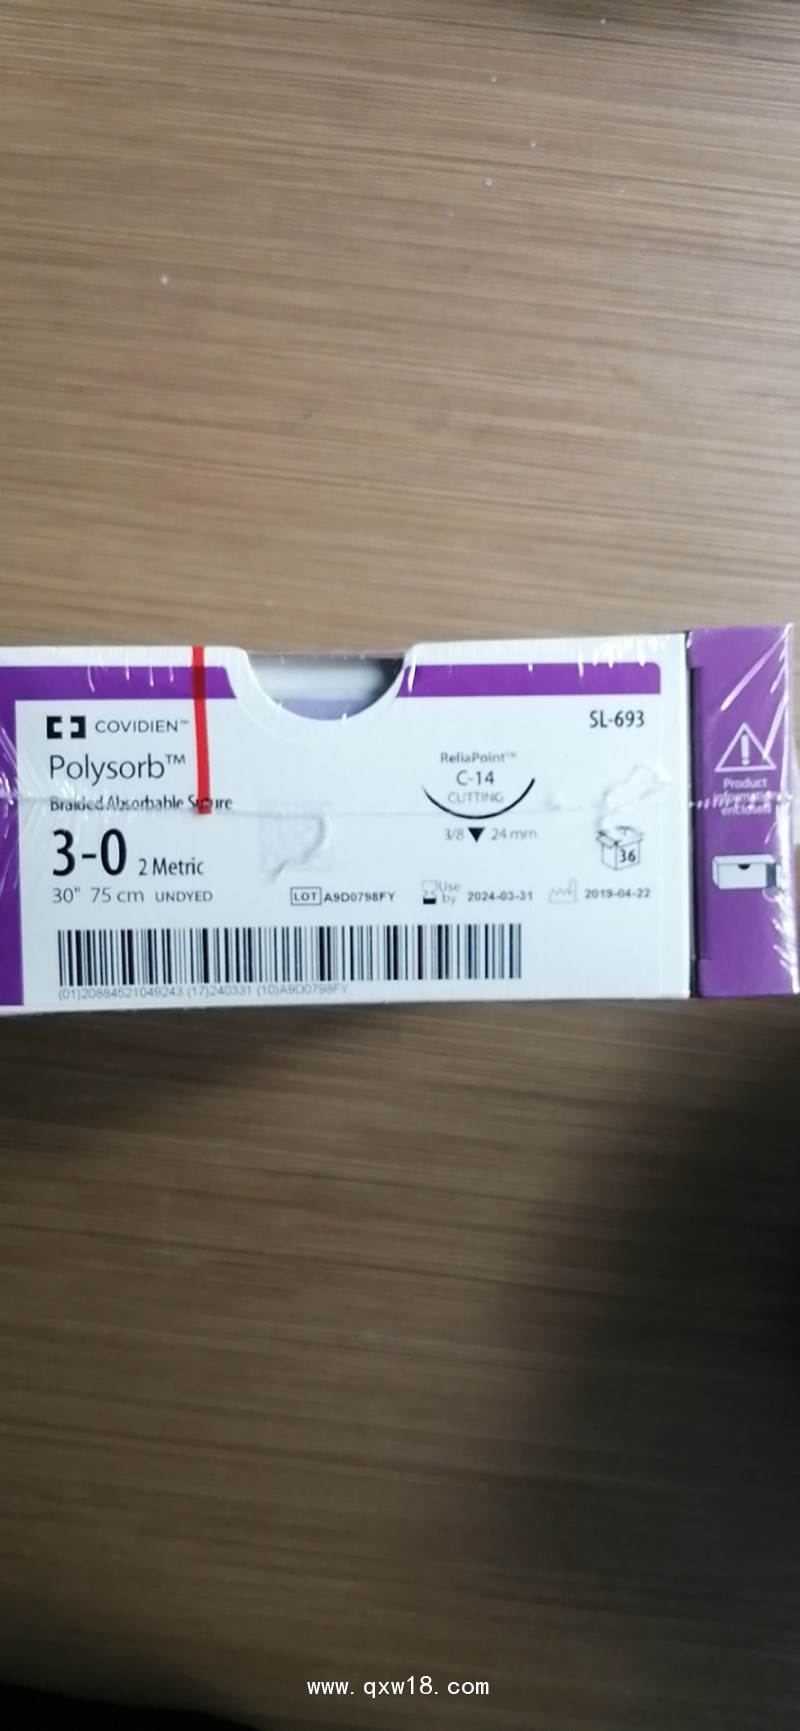 COVIDIEN™
SL-693
Polysorb™
Braided Absorbable Suture
3-0 2 Metric
30" 75 cm UNDYED
ReliaPoint™
C-14
CUTTING
3/8 24 mm
36
LOT A9D0798FY
Use by 2024-03-31
2019-04-22
(01)20884521049243 (17)240331 (10)A9D0798FY
Product
information
enclosed
www.qxw18.com